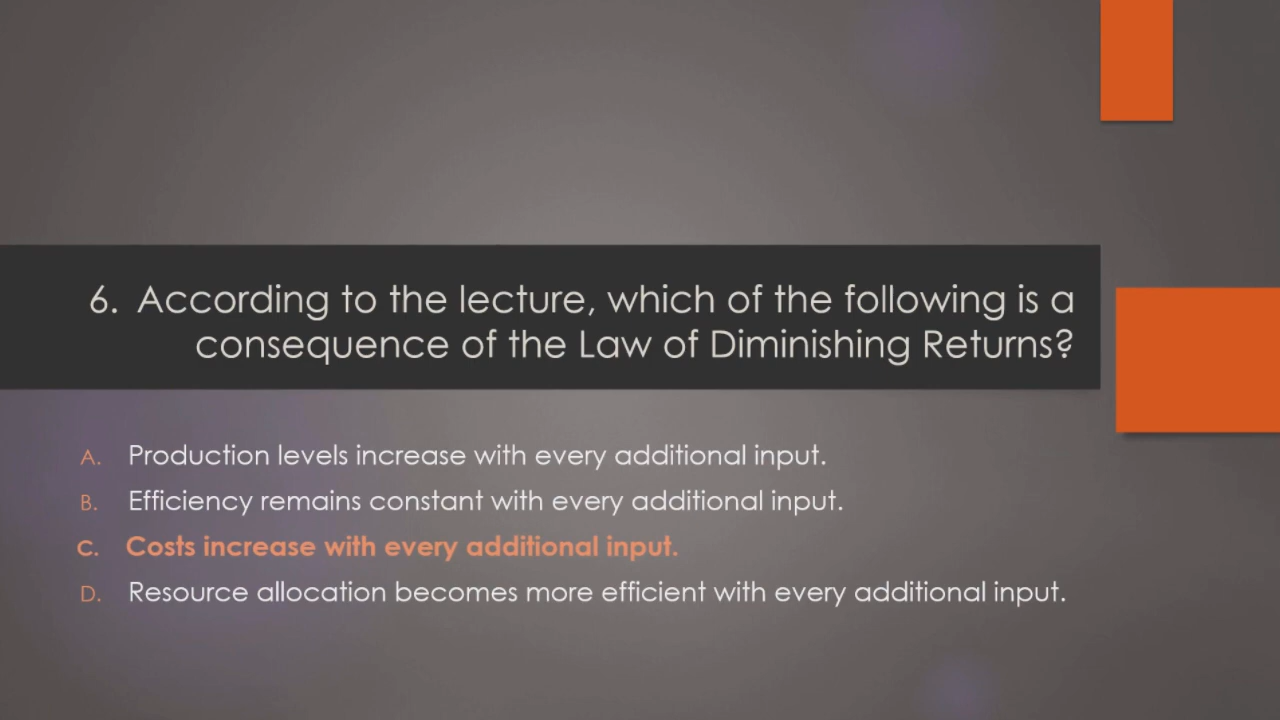 6. According to the lecture, which of the following is a
consequence of the Law of Diminishing Returns?
A. Production levels increase with every additional input.
B. Efficiency remains constant with every additional input.
C. Costs increase with every additional input.
D. Resource allocation becomes more efficient with every additional input.